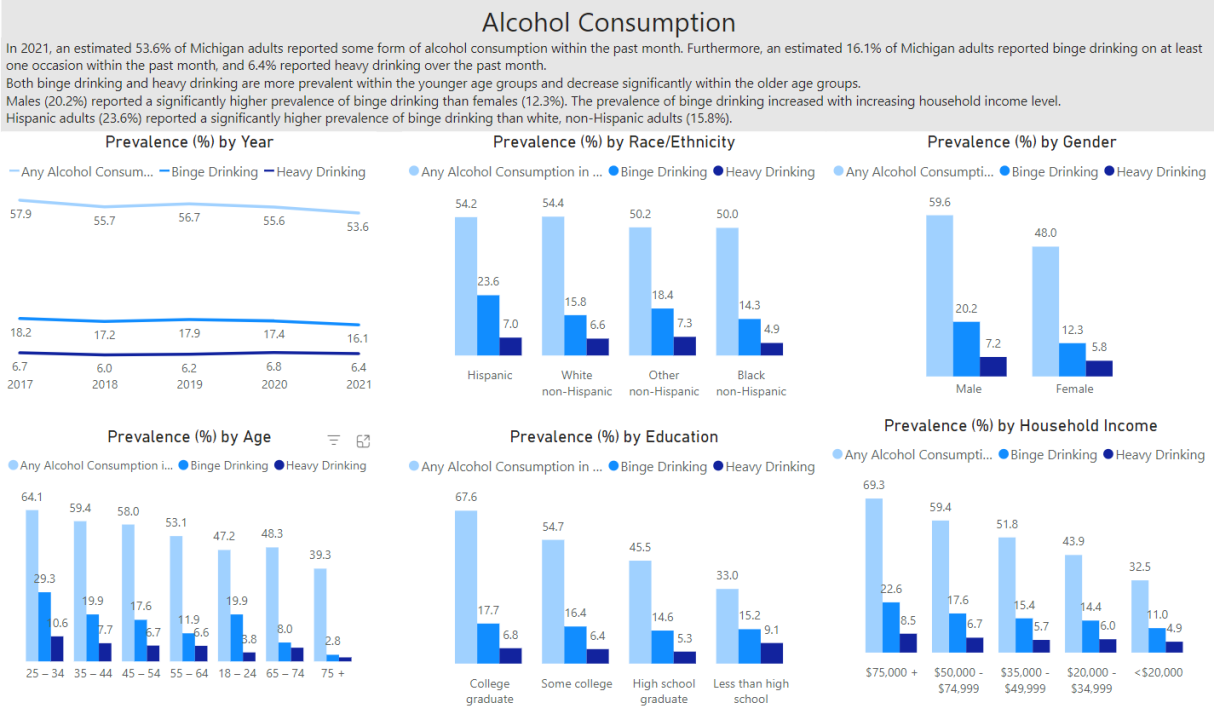 Alcohol Consumption
In 2021, an estimated 53.6% of Michigan adults reported some form of alcohol consumption within the past month. Furthermore, an estimated 16.1% of Michigan adults reported binge drinking on at least
one occasion within the past month, and 6.4% reported heavy drinking over the past month.
Both binge drinking and heavy drinking are more prevalent within the younger age groups and decrease significantly within the older age groups.
Males (20.2%) reported a significantly higher prevalence of binge drinking than females (12.3%). The prevalence of binge drinking increased with increasing household income level.
Hispanic adults (23.6%) reported a significantly higher prevalence of binge drinking than white, non-Hispanic adults (15.8%).
Prevalence (%) by Year
Any Alcohol Consum... Binge Drinking Heavy Drinking
57.9 55.7 56.7 55.6 53.6
18.2 17.2 17.9 17.4 16.1
6.7 6.0 6.2 6.8 6.4
2017 2018 2019 2020 2021
Prevalence (%) by Race/Ethnicity
Any Alcohol Consumption in ... Binge Drinking Heavy Drinking
54.2 54.4 50.2 50.0
23.6 15.8 18.4 14.3
7.0 6.6 7.3 4.9
Hispanic White Other Black
non-Hispanic non-Hispanic non-Hispanic
Prevalence (%) by Gender
Any Alcohol Consumpti... Binge Drinking Heavy Drinking
59.6 48.0
20.2 12.3
7.2 5.8
Male Female
Prevalence (%) by Age
Any Alcohol Consumption i... Binge Drinking Heavy Drinking
64.1 59.4 58.0 53.1 47.2 48.3 39.3
29.3 19.9 17.6 11.9 19.9 8.0 2.8
10.6 7.7 6.7 6.6 3.8
25 – 34 35 – 44 45 – 54 55 – 64 18 – 24 65 – 74 75 +
Prevalence (%) by Education
Any Alcohol Consumption in ... Binge Drinking Heavy Drinking
67.6 54.7 45.5 33.0
17.7 16.4 14.6 15.2
6.8 6.4 5.3 9.1
College Some college High school Less than high
graduate graduate school
Prevalence (%) by Household Income
Any Alcohol Consumpti... Binge Drinking Heavy Drinking
69.3 59.4 51.8 43.9 32.5
22.6 17.6 15.4 14.4 11.0
8.5 6.7 5.7 6.0 4.9
$75,000 + $50,000 - $35,000 - $20,000 - <$20,000
$74,999 $49,999 $34,999